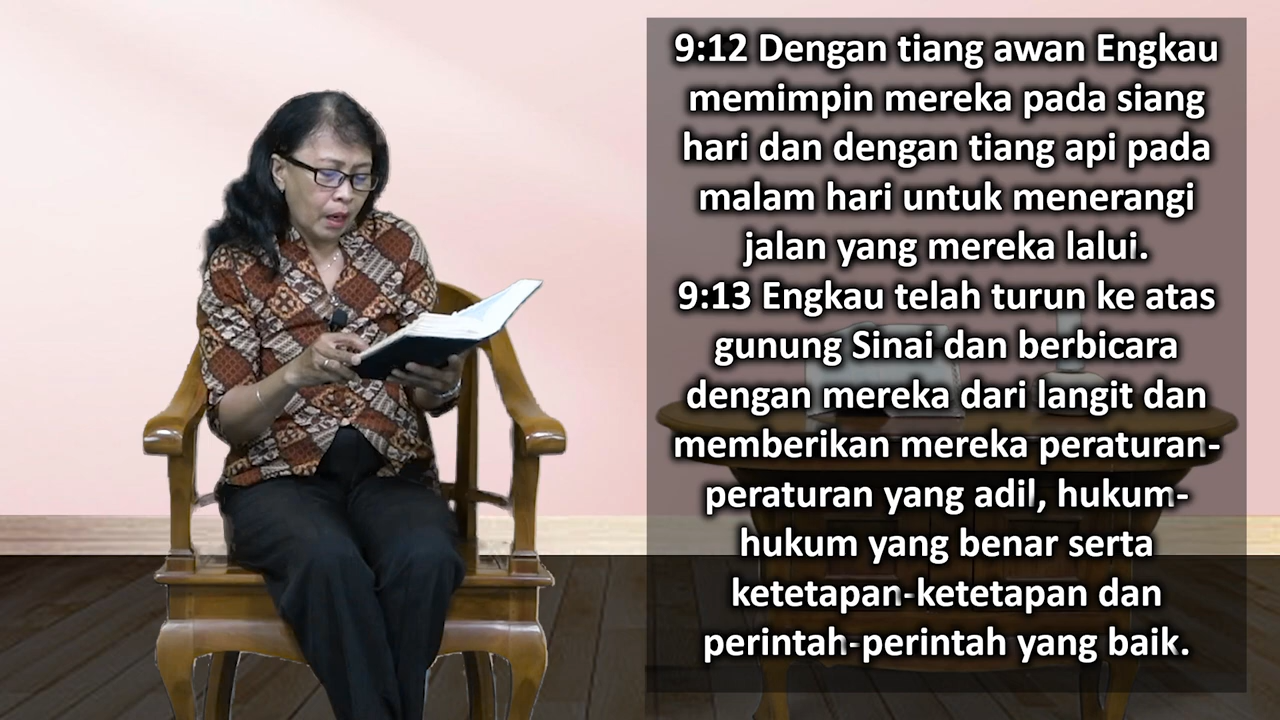 9:12 Dengan tiang awan Engkau
memimpin mereka pada siang
hari dan dengan tiang api pada
malam hari untuk menerangi
jalan yang mereka lalui.
9:13 Engkau telah turun ke atas
gunung Sinai dan berbicara
dengan mereka dari langit dan
memberikan mereka peraturan-
peraturan yang adil, hukum-
hukum yang benar serta
ketetapan-ketetapan dan
perintah-perintah yang baik.